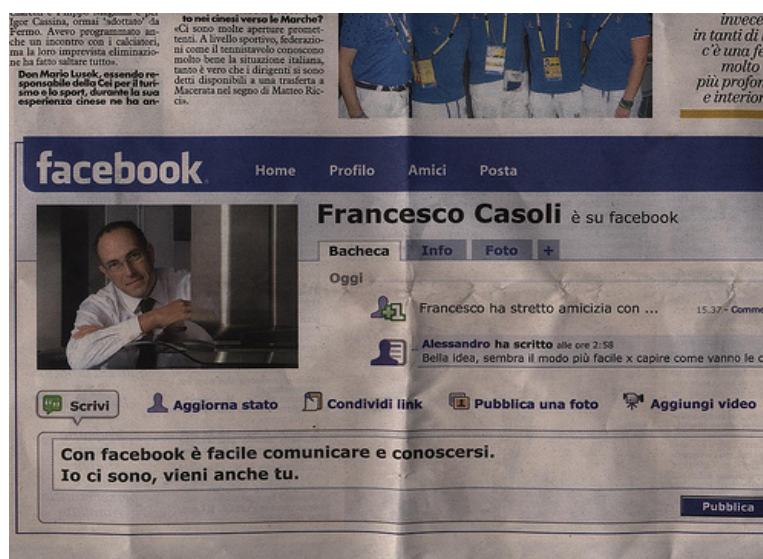 Igor Cassina, ormai 'adottato' da
Fermo. Avevo programmato an-
che un incontro con i calciatori,
ma la loro imprevista eliminazio-
ne ha fatto saltare tutto».
Don Mario Lusek, essendo re-
sponsabile della Cei per il turi-
smo e lo sport, durante la sua
esperienza cinese ne ha an-
to nei cinesi verso le Marche?
«Ci sono molte aperture promet-
tenti. A livello sportivo, federazio-
ni come il tennistavolo conoscono
molto bene la situazione italiana,
tanto è vero che i dirigenti si sono
detti disponibili a una trasferta a
Macerata nel segno di Matteo Ric-
ci».
invece
in tanti di l
c'è una fe
molto
più profon
e interior
facebook
Home Profilo Amici Posta
Francesco Casoli è su facebook
Bacheca Info Foto +
Oggi
Francesco ha stretto amicizia con ... 15.37 - Comme
Alessandro ha scritto alle ore 2:58
Bella idea, sembra il modo più facile x capire come vanno le c
Scrivi Aggiorna stato Condividi link Pubblica una foto Aggiungi video
Con facebook è facile comunicare e conoscersi.
Io ci sono, vieni anche tu.
Pubblica